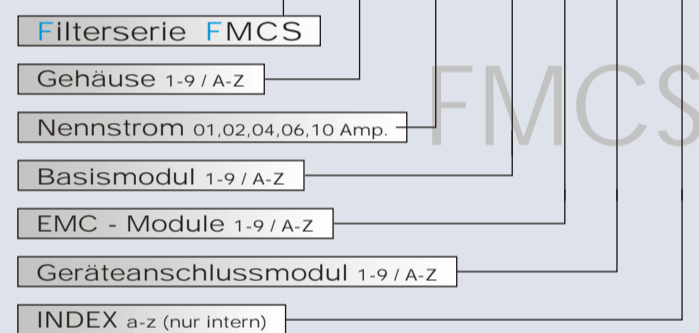 Filterserie FMCS
Gehäuse 1-9 / A-Z
FMCS
Nennstrom 01,02,04,06,10 Amp.
Basismodul 1-9 / A-Z
EMC - Module 1-9 / A-Z
Geräteanschlussmodul 1-9 / A-Z
INDEX a-z (nur intern)